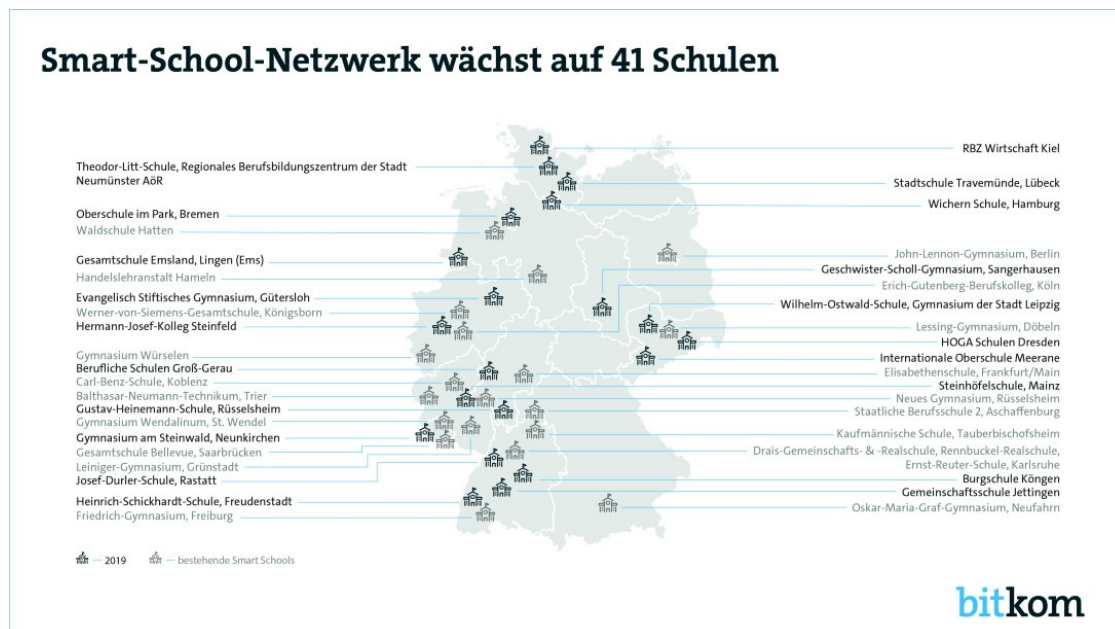 Smart-School-Netzwerk wächst auf 41 Schulen
Theodor-Litt-Schule, Regionales Berufsbildungszentrum der Stadt
Neumünster AöR
Oberschule im Park, Bremen
Waldschule Hatten
Gesamtschule Emsland, Lingen (Ems)
Handelslehranstalt Hameln
Evangelisch Stiftisches Gymnasium, Gütersloh
Werner-von-Siemens-Gesamtschule, Königsborn
Hermann-Josef-Kolleg Steinfeld
Gymnasium Würselen
Berufliche Schulen Groß-Gerau
Carl-Benz-Schule, Koblenz
Balthasar-Neumann-Technikum, Trier
Gustav-Heinemann-Schule, Rüsselsheim
Gymnasium Wendalinum, St. Wendel
Gymnasium am Steinwald, Neunkirchen
Gesamtschule Bellevue, Saarbrücken
Leiniger-Gymnasium, Grünstadt
Josef-Durler-Schule, Rastatt
Heinrich-Schickhardt-Schule, Freudenstadt
Friedrich-Gymnasium, Freiburg
RBZ Wirtschaft Kiel
Stadtschule Travemünde, Lübeck
Wichern Schule, Hamburg
John-Lennon-Gymnasium, Berlin
Geschwister-Scholl-Gymnasium, Sangerhausen
Erich-Gutenberg-Berufskolleg, Köln
Wilhelm-Ostwald-Schule, Gymnasium der Stadt Leipzig
Lessing-Gymnasium, Döbeln
HOGA Schulen Dresden
Internationale Oberschule Meerane
Elisabethenschule, Frankfurt/Main
Steinhöfelschule, Mainz
Neues Gymnasium, Rüsselsheim
Staatliche Berufsschule 2, Aschaffenburg
Kaufmännische Schule, Tauberbischofsheim
Drais-Gemeinschafts- & -Realschule, Rennbuckel-Realschule,
Ernst-Reuter-Schule, Karlsruhe
Burgschule Köngen
Gemeinschaftsschule Jettingen
Oskar-Maria-Graf-Gymnasium, Neufahrn
2019
bestehende Smart Schools
bitkom